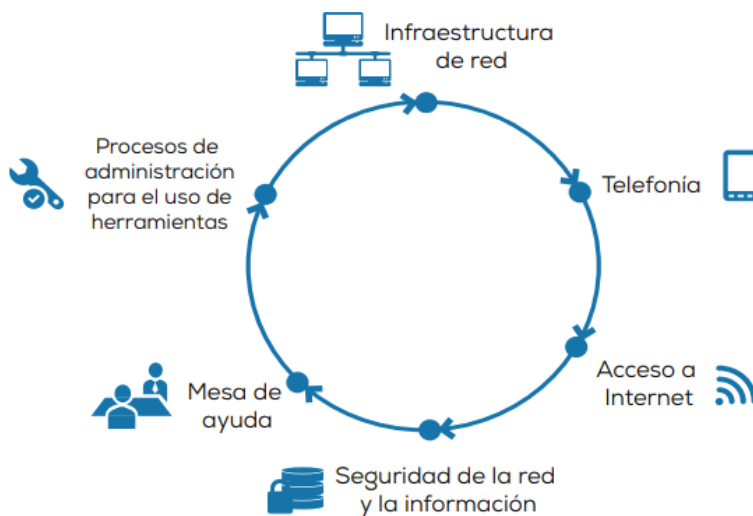 Infraestructura
de red
Telefonía
Acceso a
Internet
Seguridad de la red
y la información
Mesa de
ayuda
Procesos de
administración
para el uso de
herramientas